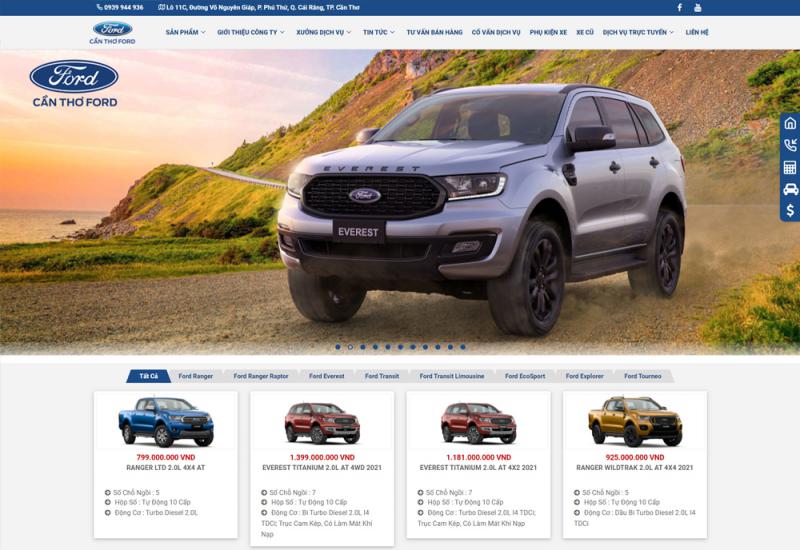 0939 944 936 Lô 11C, Đường Võ Nguyên Giáp, P. Phú Thứ, Q. Cái Răng, TP. Cần Thơ
Ford
CẦN THƠ FORD
SẢN PHẨM GIỚI THIỆU CÔNG TY XƯỞNG DỊCH VỤ TIN TỨC TƯ VẤN BÁN HÀNG CỐ VẤN DỊCH VỤ PHỤ KIỆN XE XE CŨ DỊCH VỤ TRỰC TUYẾN LIÊN HỆ
Ford
CẦN THƠ FORD
EVEREST
Ford
EVEREST
Tất Cả Ford Ranger Ford Ranger Raptor Ford Everest Ford Transit Ford Transit Limousine Ford EcoSport Ford Explorer Ford Tourneo
799.000.000 VND
RANGER LTD 2.0L 4X4 AT
Số Chỗ Ngồi : 5
Hộp Số : Tự Động 10 Cấp
Động Cơ : Turbo Diesel 2.0L
1.399.000.000 VND
EVEREST TITANIUM 2.0L AT 4WD 2021
Số Chỗ Ngồi : 7
Hộp Số : Tự Động 10 Cấp
Động Cơ : Bi Turbo Diesel 2.0L I4
TDCi; Trục Cam Kép, Có Làm Mát Khí
Nạp
1.181.000.000 VND
EVEREST TITANIUM 2.0L AT 4X2 2021
Số Chỗ Ngồi : 7
Hộp Số : Tự Động 10 Cấp
Động Cơ : Turbo Diesel 2.0L I4 TDCi;
Trục Cam Kép, Có Làm Mát Khí Nạp
925.000.000 VND
RANGER WILDTRAK 2.0L AT 4X4 2021
Số Chỗ Ngồi : 5
Hộp Số : Tự Động 10 Cấp
Động Cơ : Dầu Bi Turbo Diesel 2.0L I4
TDCi